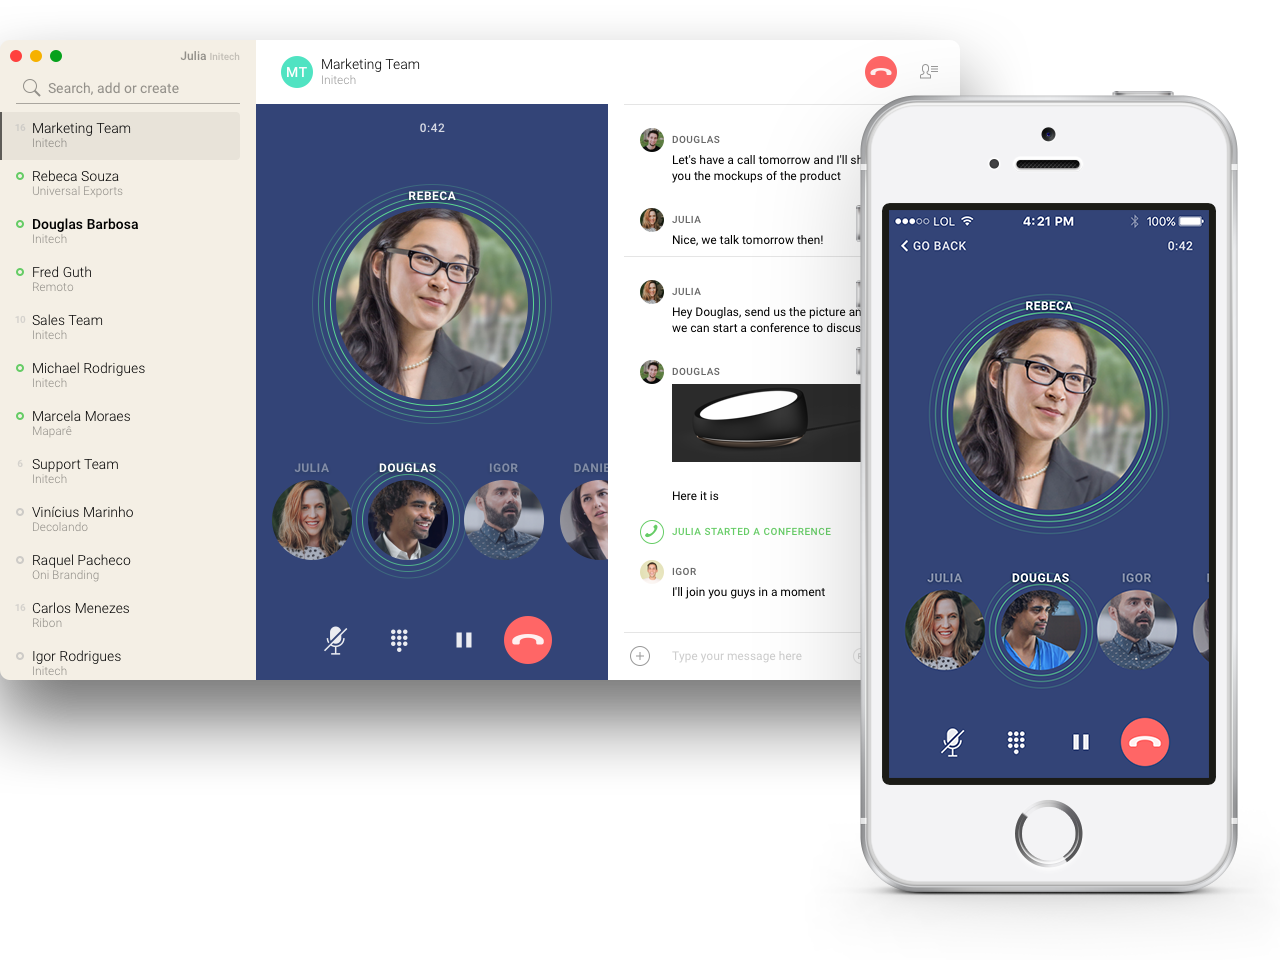 Julia Initech
Search, add or create
16 Marketing Team
Initech
Rebeca Souza
Universal Exports
Douglas Barbosa
Initech
Fred Guth
Remoto
10 Sales Team
Initech
Michael Rodrigues
Initech
Marcela Moraes
Maparê
6 Support Team
Initech
Vinícius Marinho
Decolando
Raquel Pacheco
Oni Branding
16 Carlos Menezes
Ribon
Igor Rodrigues
Initech
MT Marketing Team
Initech
0:42
REBECA
JULIA DOUGLAS IGOR DANIE
DOUGLAS
Let's have a call tomorrow and I'll sh
you the mockups of the product
JULIA
Nice, we talk tomorrow then!
JULIA
Hey Douglas, send us the picture an
we can start a conference to discus
DOUGLAS
Here it is
JULIA STARTED A CONFERENCE
IGOR
I'll join you guys in a moment
Type your message here
LOL 4:21 PM 100%
GO BACK 0:42
REBECA
JULIA DOUGLAS IGOR